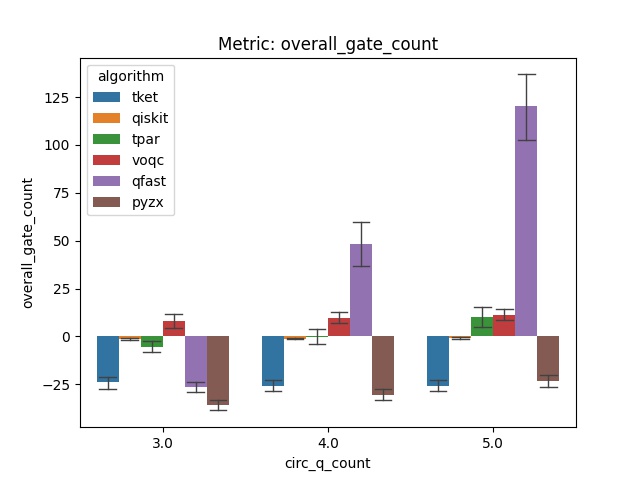 Metric: overall_gate_count
algorithm
tket
qiskit
tpar
voqc
qfast
pyzx
overall_gate_count
125
100
75
50
25
0
−25
3.0 4.0 5.0
circ_q_count